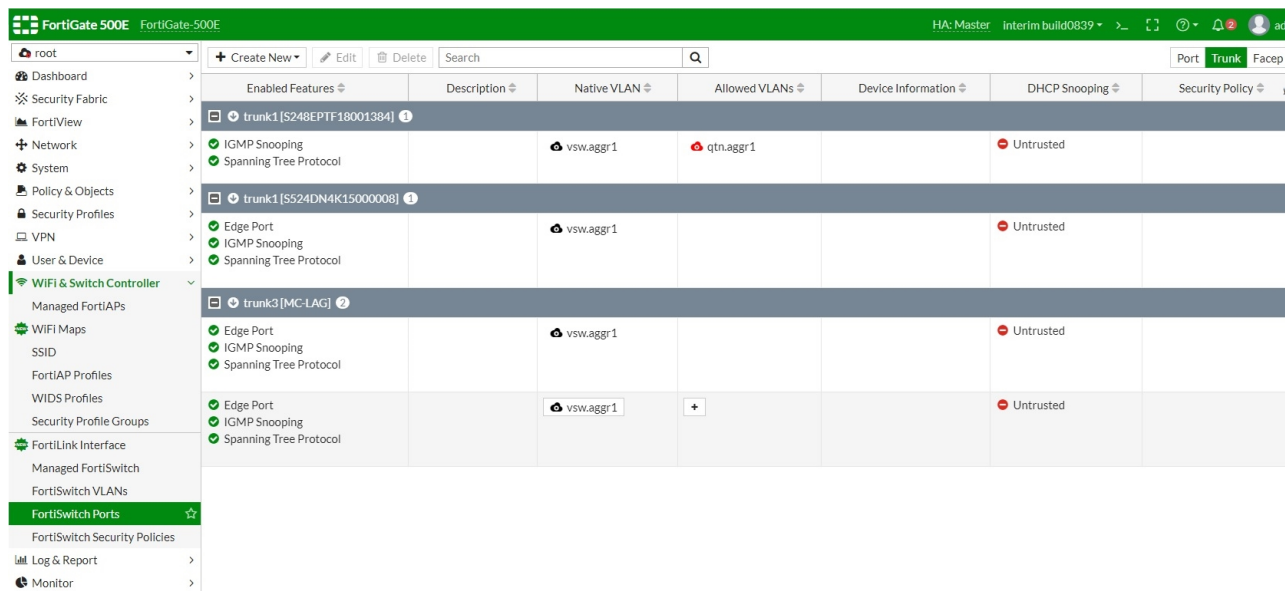 FortiGate 500E FortiGate-500E HA: Master interim build0839 >_ 2 ad
root + Create New Edit Delete Search Port Trunk Facep
Dashboard
Security Fabric
FortiView
Network
System
Policy & Objects
Security Profiles
VPN
User & Device
WiFi & Switch Controller
Managed FortiAPs
NEW WiFi Maps
SSID
FortiAP Profiles
WIDS Profiles
Security Profile Groups
NEW FortiLink Interface
Managed FortiSwitch
FortiSwitch VLANs
FortiSwitch Ports
FortiSwitch Security Policies
Log & Report
Monitor
Enabled Features Description Native VLAN Allowed VLANs Device Information DHCP Snooping Security Policy
trunk1 [S248EPTF18001384] 1
IGMP Snooping vsw.aggr1 qtn.aggr1 Untrusted
Spanning Tree Protocol
trunk1 [S524DN4K15000008] 1
Edge Port vsw.aggr1 Untrusted
IGMP Snooping
Spanning Tree Protocol
trunk3 [MC-LAG] 2
Edge Port vsw.aggr1 Untrusted
IGMP Snooping
Spanning Tree Protocol
Edge Port vsw.aggr1 + Untrusted
IGMP Snooping
Spanning Tree Protocol